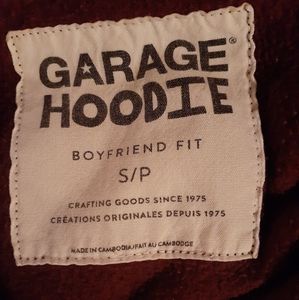 GARAGE®
HOODIE
BOYFRIEND FIT
S/P
CRAFTING GOODS SINCE 1975
CRÉATIONS ORIGINALES DEPUIS 1975
MADE IN CAMBODIA/FAIT AU CAMBODGE